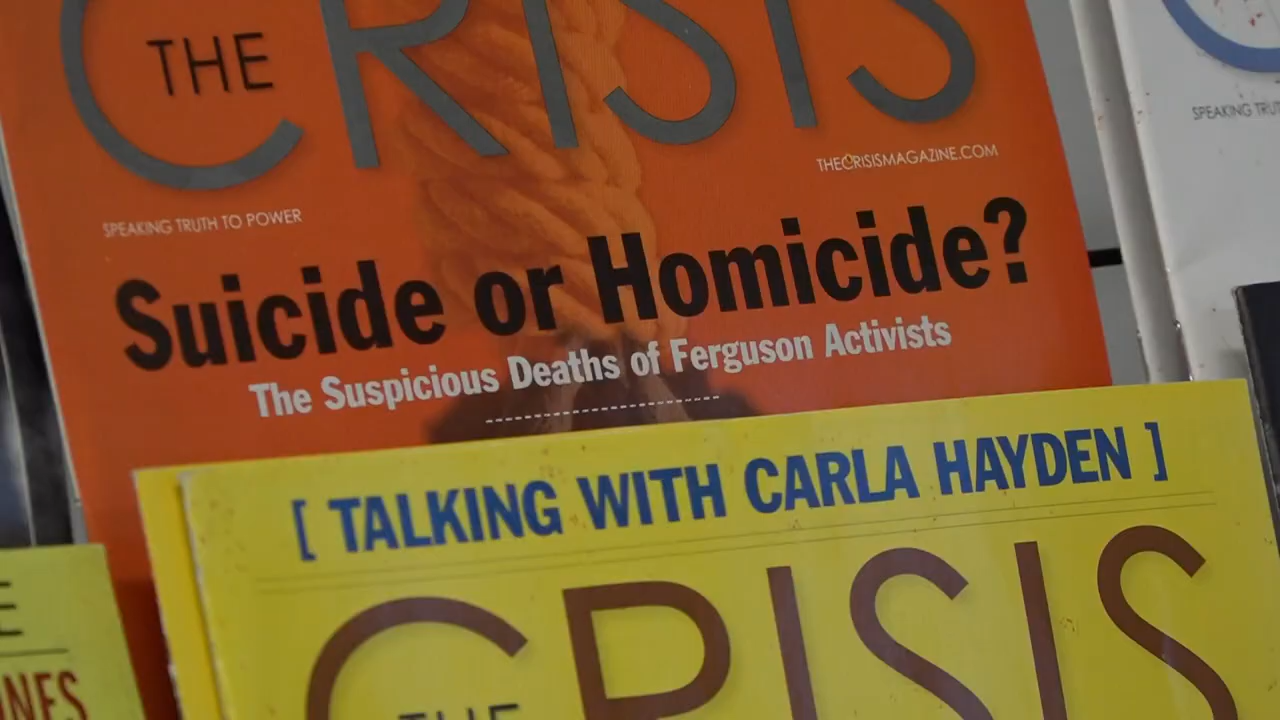 THE CRISIS
THECRISISMAGAZINE.COM
SPEAKING TRUTH TO POWER
Suicide or Homicide?
The Suspicious Deaths of Ferguson Activists
[ TALKING WITH CARLA HAYDEN ]
THE CRISIS
SPEAKING